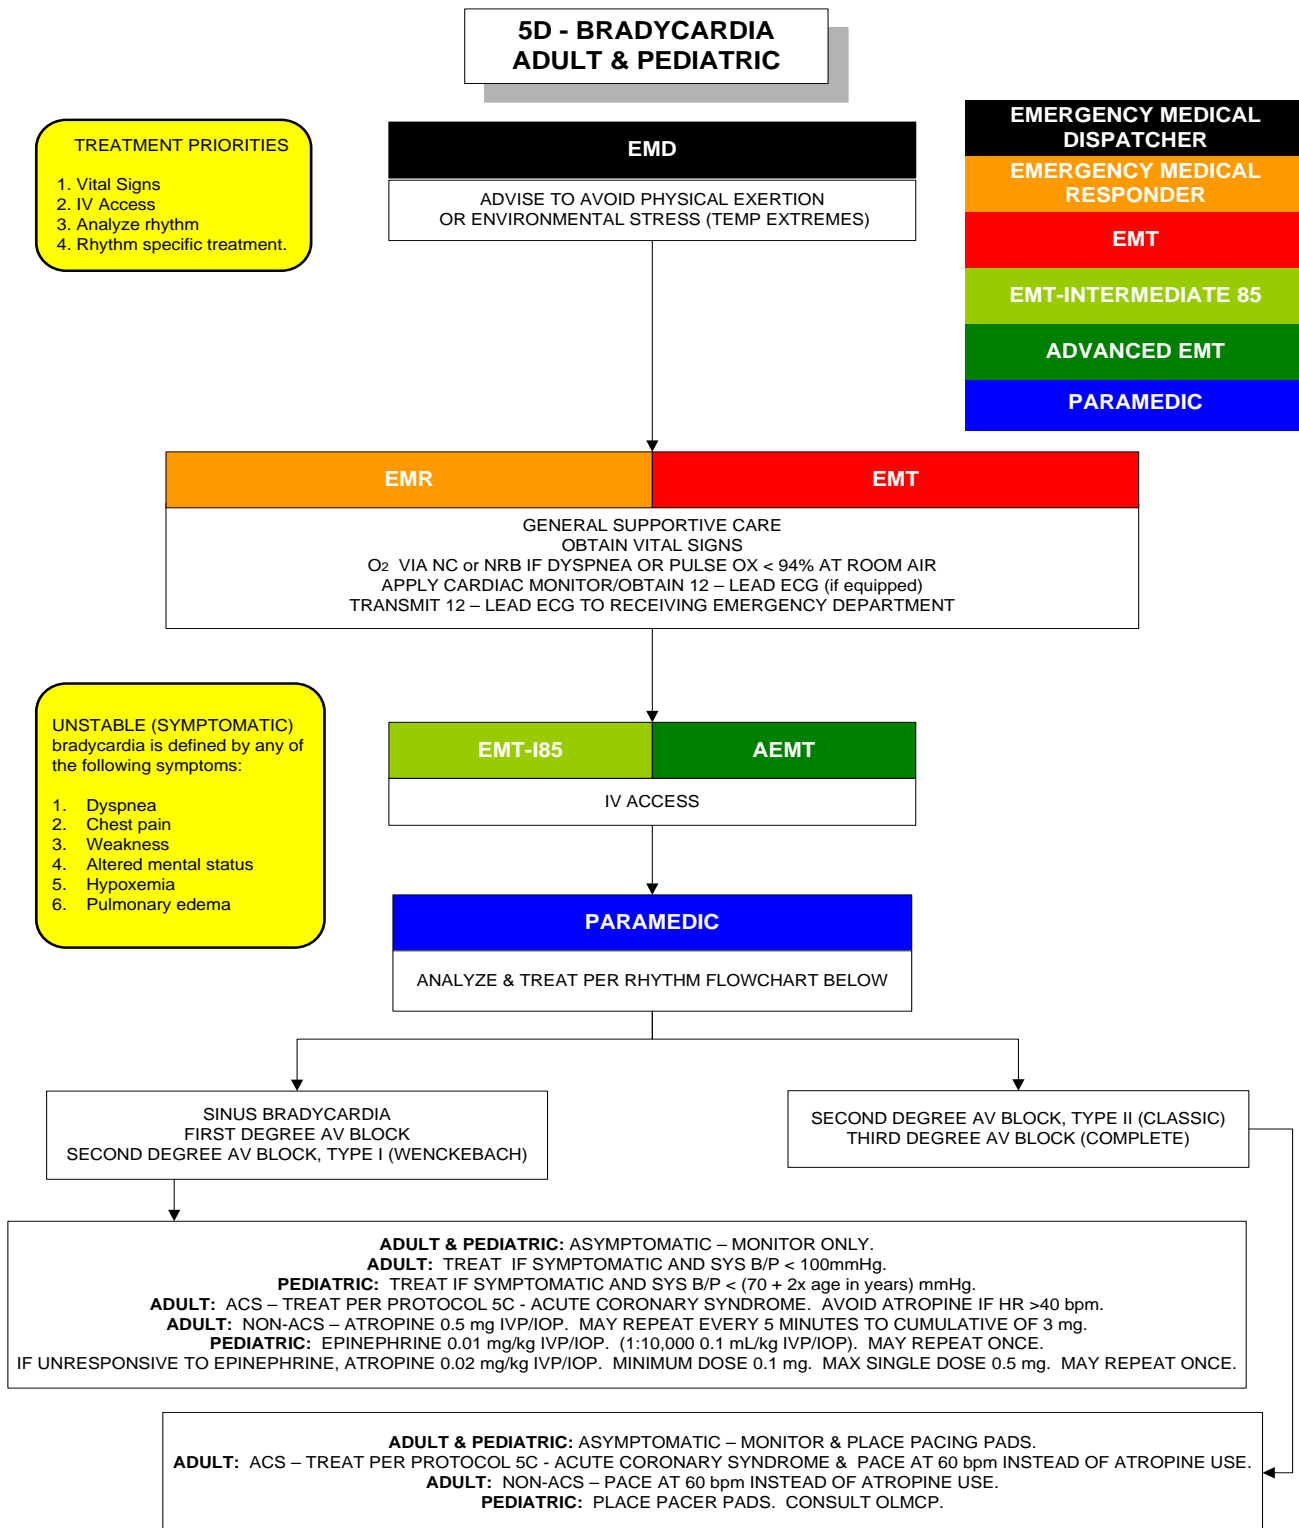 5D - BRADYCARDIA
ADULT & PEDIATRIC
TREATMENT PRIORITIES
1. Vital Signs
2. IV Access
3. Analyze rhythm
4. Rhythm specific treatment.
EMD
ADVISE TO AVOID PHYSICAL EXERTION
OR ENVIRONMENTAL STRESS (TEMP EXTREMES)
EMERGENCY MEDICAL
DISPATCHER
EMERGENCY MEDICAL
RESPONDER
EMT
EMT-INTERMEDIATE 85
ADVANCED EMT
PARAMEDIC
EMR
EMT
GENERAL SUPPORTIVE CARE
OBTAIN VITAL SIGNS
O2 VIA NC or NRB IF DYSPNEA OR PULSE OX < 94% AT ROOM AIR
APPLY CARDIAC MONITOR/OBTAIN 12 – LEAD ECG (if equipped)
TRANSMIT 12 – LEAD ECG TO RECEIVING EMERGENCY DEPARTMENT
UNSTABLE (SYMPTOMATIC)
bradycardia is defined by any of
the following symptoms:
1. Dyspnea
2. Chest pain
3. Weakness
4. Altered mental status
5. Hypoxemia
6. Pulmonary edema
EMT-I85
AEMT
IV ACCESS
PARAMEDIC
ANALYZE & TREAT PER RHYTHM FLOWCHART BELOW
SINUS BRADYCARDIA
FIRST DEGREE AV BLOCK
SECOND DEGREE AV BLOCK, TYPE I (WENCKEBACH)
SECOND DEGREE AV BLOCK, TYPE II (CLASSIC)
THIRD DEGREE AV BLOCK (COMPLETE)
ADULT & PEDIATRIC: ASYMPTOMATIC – MONITOR ONLY.
ADULT: TREAT IF SYMPTOMATIC AND SYS B/P < 100mmHg.
PEDIATRIC: TREAT IF SYMPTOMATIC AND SYS B/P < (70 + 2x age in years) mmHg.
ADULT: ACS – TREAT PER PROTOCOL 5C - ACUTE CORONARY SYNDROME. AVOID ATROPINE IF HR >40 bpm.
ADULT: NON-ACS – ATROPINE 0.5 mg IVP/IOP. MAY REPEAT EVERY 5 MINUTES TO CUMULATIVE OF 3 mg.
PEDIATRIC: EPINEPHRINE 0.01 mg/kg IVP/IOP. (1:10,000 0.1 mL/kg IVP/IOP). MAY REPEAT ONCE.
IF UNRESPONSIVE TO EPINEPHRINE, ATROPINE 0.02 mg/kg IVP/IOP. MINIMUM DOSE 0.1 mg. MAX SINGLE DOSE 0.5 mg. MAY REPEAT ONCE.
ADULT & PEDIATRIC: ASYMPTOMATIC – MONITOR & PLACE PACING PADS.
ADULT: ACS – TREAT PER PROTOCOL 5C - ACUTE CORONARY SYNDROME & PACE AT 60 bpm INSTEAD OF ATROPINE USE.
ADULT: NON-ACS – PACE AT 60 bpm INSTEAD OF ATROPINE USE.
PEDIATRIC: PLACE PACER PADS. CONSULT OLMCP.